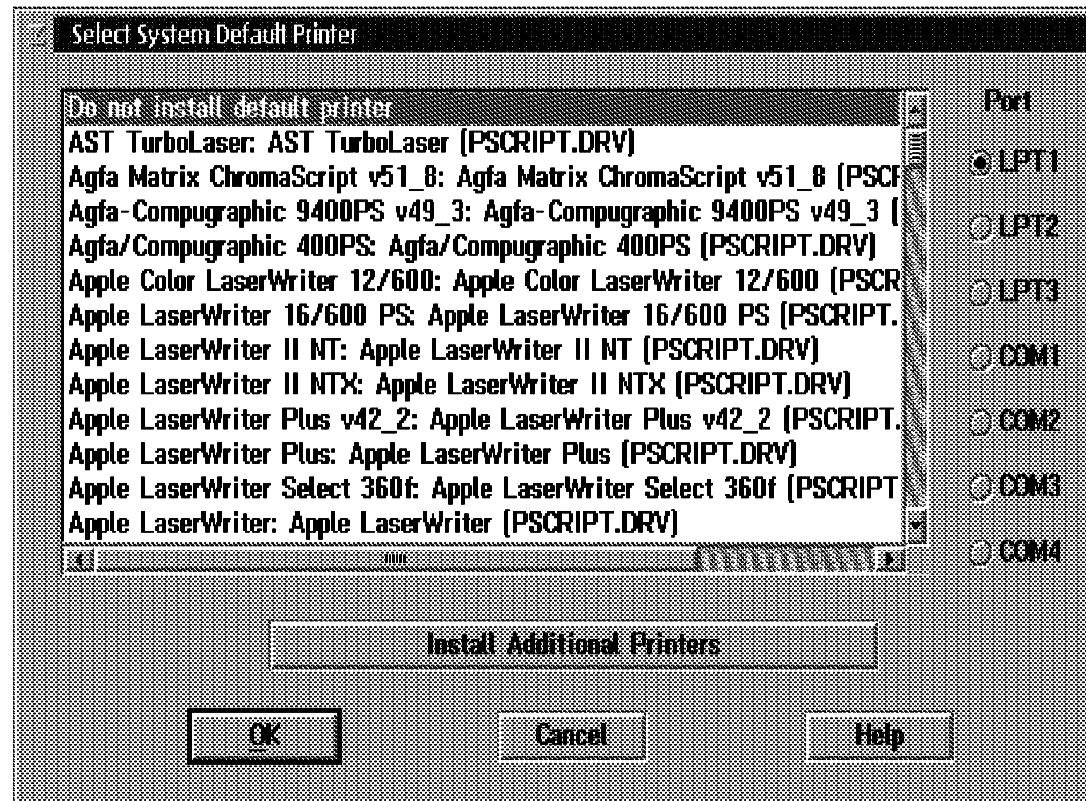 Select System Default Printer
Do not install default printer
AST TurboLaser: AST TurboLaser (PSCRIPT.DRV)
Agfa Matrix ChromaScript v51_8: Agfa Matrix ChromaScript v51_8 (PSCF
Agfa-Compugraphic 9400PS v49_3: Agfa-Compugraphic 9400PS v49_3 (
Agfa/Compugraphic 400PS: Agfa/Compugraphic 400PS (PSCRIPT.DRV)
Apple Color LaserWriter 12/600: Apple Color LaserWriter 12/600 (PSCR
Apple LaserWriter 16/600 PS: Apple LaserWriter 16/600 PS (PSCRIPT.
Apple LaserWriter II NT: Apple LaserWriter II NT (PSCRIPT.DRV)
Apple LaserWriter II NTX: Apple LaserWriter II NTX (PSCRIPT.DRV)
Apple LaserWriter Plus v42_2: Apple LaserWriter Plus v42_2 (PSCRIPT.
Apple LaserWriter Plus: Apple LaserWriter Plus (PSCRIPT.DRV)
Apple LaserWriter Select 360f: Apple LaserWriter Select 360f (PSCRIPT
Apple LaserWriter: Apple LaserWriter (PSCRIPT.DRV)
Port
LPT1
LPT2
LPT3
COM1
COM2
COM3
COM4
Install Additional Printers
OK
Cancel
Help